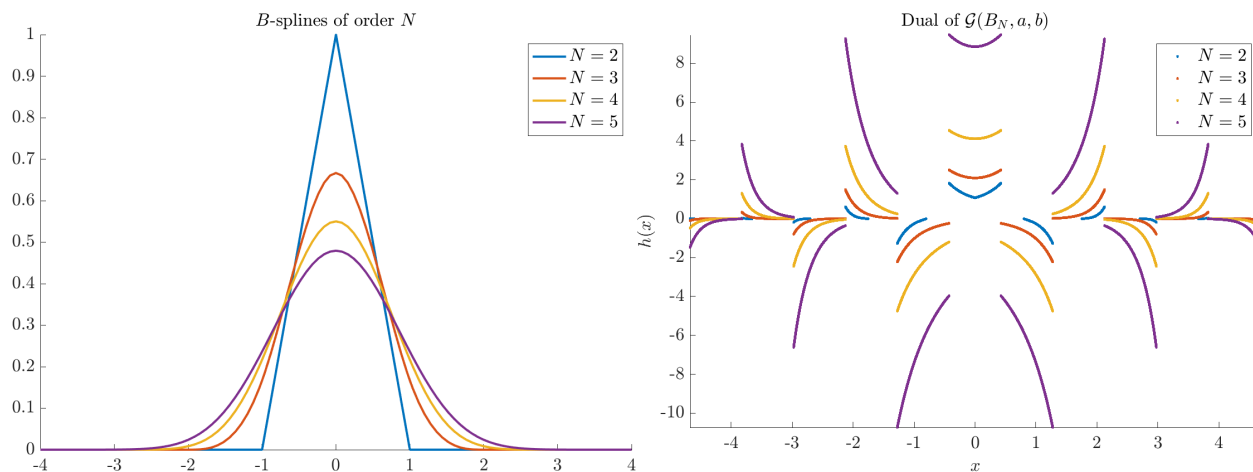 B-splines of order N
1
0.9
0.8
0.7
0.6
0.5
0.4
0.3
0.2
0.1
0
-4 -3 -2 -1 0 1 2 3 4
N = 2
N = 3
N = 4
N = 5
Dual of 𝒢(B_N, a, b)
8
6
4
2
0
-2
-4
-6
-8
-10
h(x)
-4 -3 -2 -1 0 1 2 3 4
x
N = 2
N = 3
N = 4
N = 5